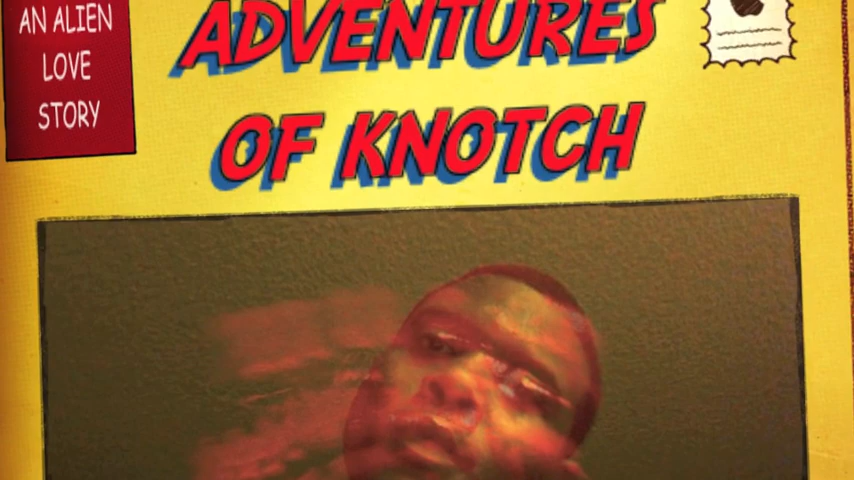 AN ALIEN
LOVE
STORY
ADVENTURES
OF KNOTCH